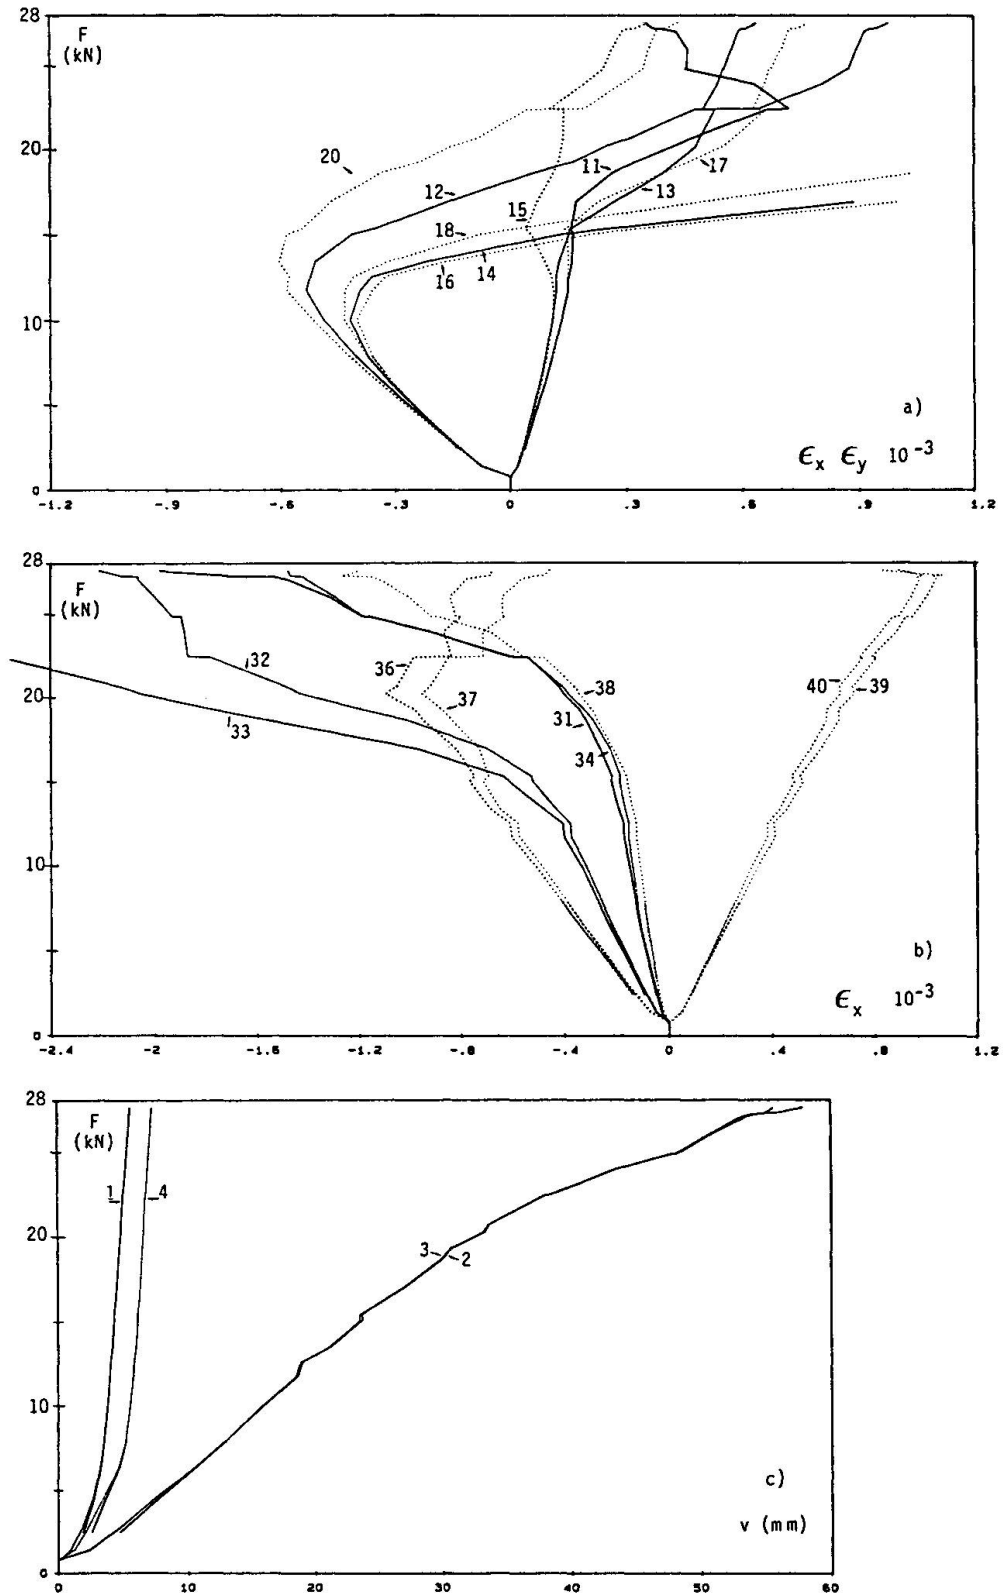 28
F
(kN)
20
20
11
17
12
13
15
18
14
16
10
a)
ϵx ϵy 10-3
0
-1.2 -.9 -.6 -.3 0 .3 .6 .9 1.2
28
F
(kN)
32
36
38
40 39
37
20
31
33
34
10
b)
ϵx 10-3
0
-2.4 -2 -1.6 -1.2 -.8 -.4 0 .4 .8 1.2
28
F
(kN)
1 4
20
3 2
10
c)
v (mm)
0
0 10 20 30 40 50 60